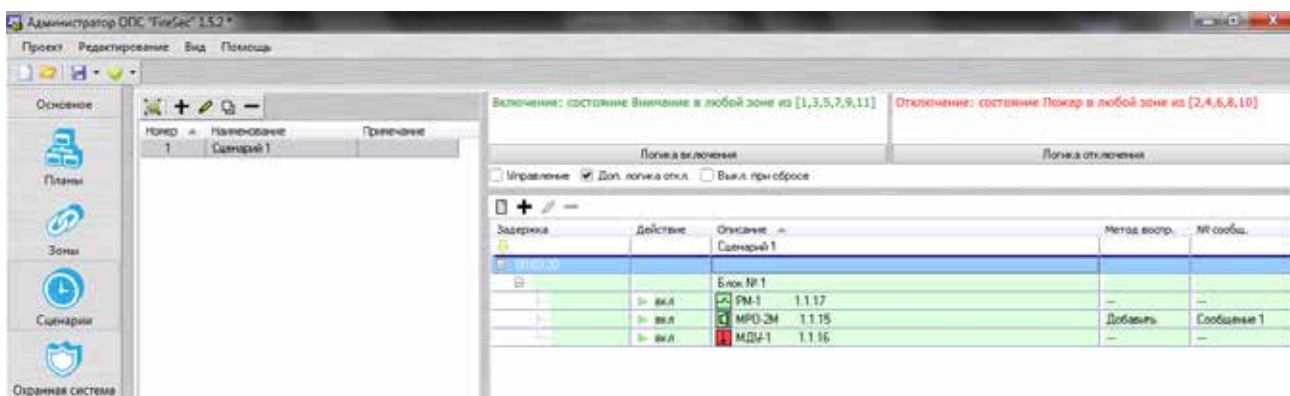 Администратор ОПС "FireSec" 1.5.2 *
Проект Редактирование Вид Помощь
Основное
Планы
Зоны
Сценарии
Охранная система
Номер Наименование Примечание
1 Сценарий 1
Включение: состояние Внимание в любой зоне из [1,3,5,7,9,11]
Отключение: состояние Пожар в любой зоне из [2,4,6,8,10]
Логика включения
Логика отключения
Управление Доп. логика откл. Выкл. при сбросе
Задержка Действие Описание Метод воспр. № сообщ.
Сценарий 1
Блок № 1
вкл РМ-1 1.1.17 --- ---
вкл МРО-2М 1.1.15 Добавить Сообщение 1
вкл МДУ-1 1.1.16 --- ---